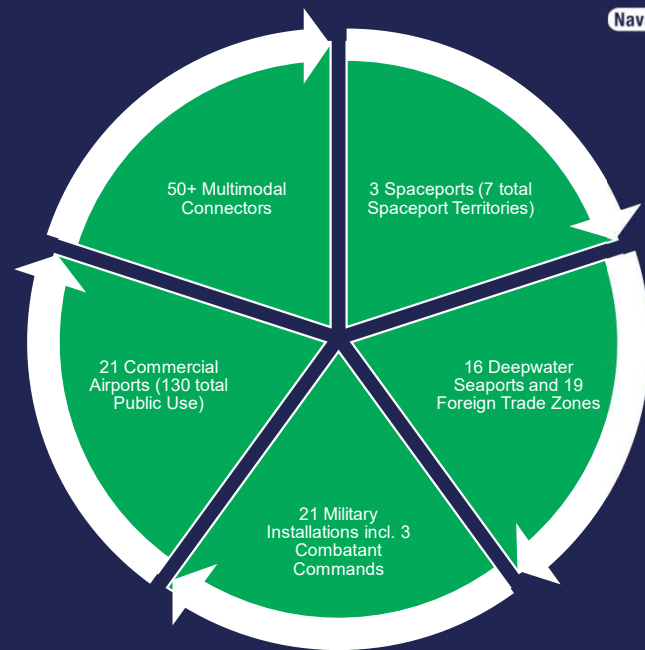 Nava
50+ Multimodal
Connectors
3 Spaceports (7 total
Spaceport Territories)
21 Commercial
Airports (130 total
Public Use)
16 Deepwater
Seaports and 19
Foreign Trade Zones
21 Military
Installations incl. 3
Combatant
Commands